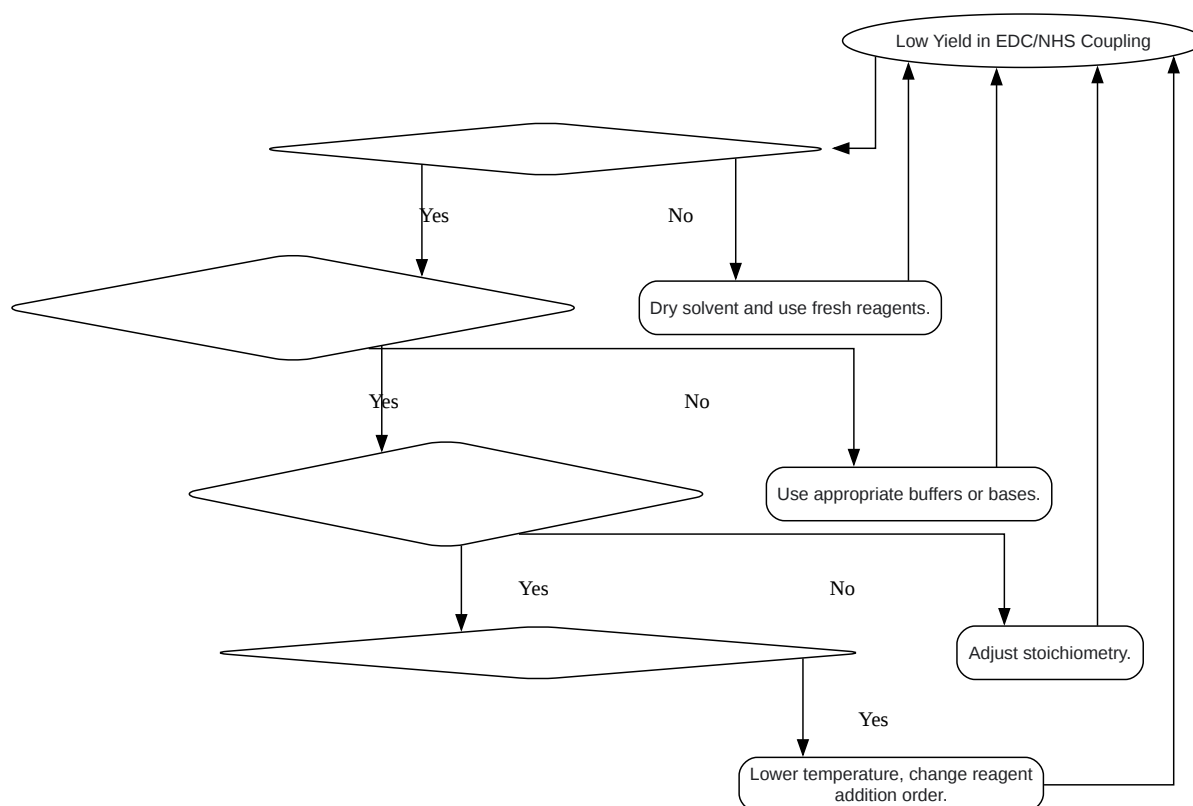 Low Yield in EDC/NHS Coupling
Yes
No
Dry solvent and use fresh reagents.
Yes
No
Use appropriate buffers or bases.
Yes
No
Adjust stoichiometry.
Yes
Lower temperature, change reagent
addition order.